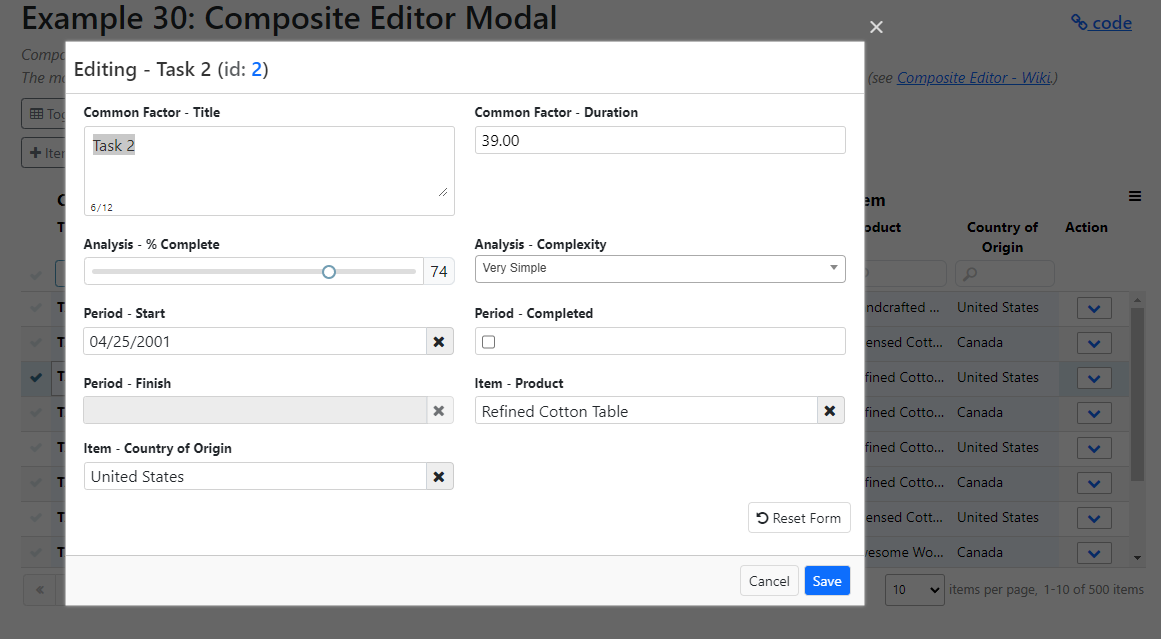 Example 30: Composite Editor Modal
code
Compo
The mo
(see Composite Editor - Wiki.)
Tog
Item
Editing - Task 2 (id: 2)
Common Factor - Title
Common Factor - Duration
Task 2
39.00
6/12
Analysis - % Complete
Analysis - Complexity
74
Very Simple
Period - Start
Period - Completed
04/25/2001
Period - Finish
Item - Product
Refined Cotton Table
Item - Country of Origin
United States
Reset Form
Cancel
Save
em
oduct
Country of Origin
Action
ndcrafted ...
United States
ensed Cott...
Canada
fined Cotto...
United States
fined Cotto...
Canada
fined Cotto...
United States
fined Cotto...
Canada
ensed Cott...
United States
esome Wo...
Canada
10
items per page, 1-10 of 500 items